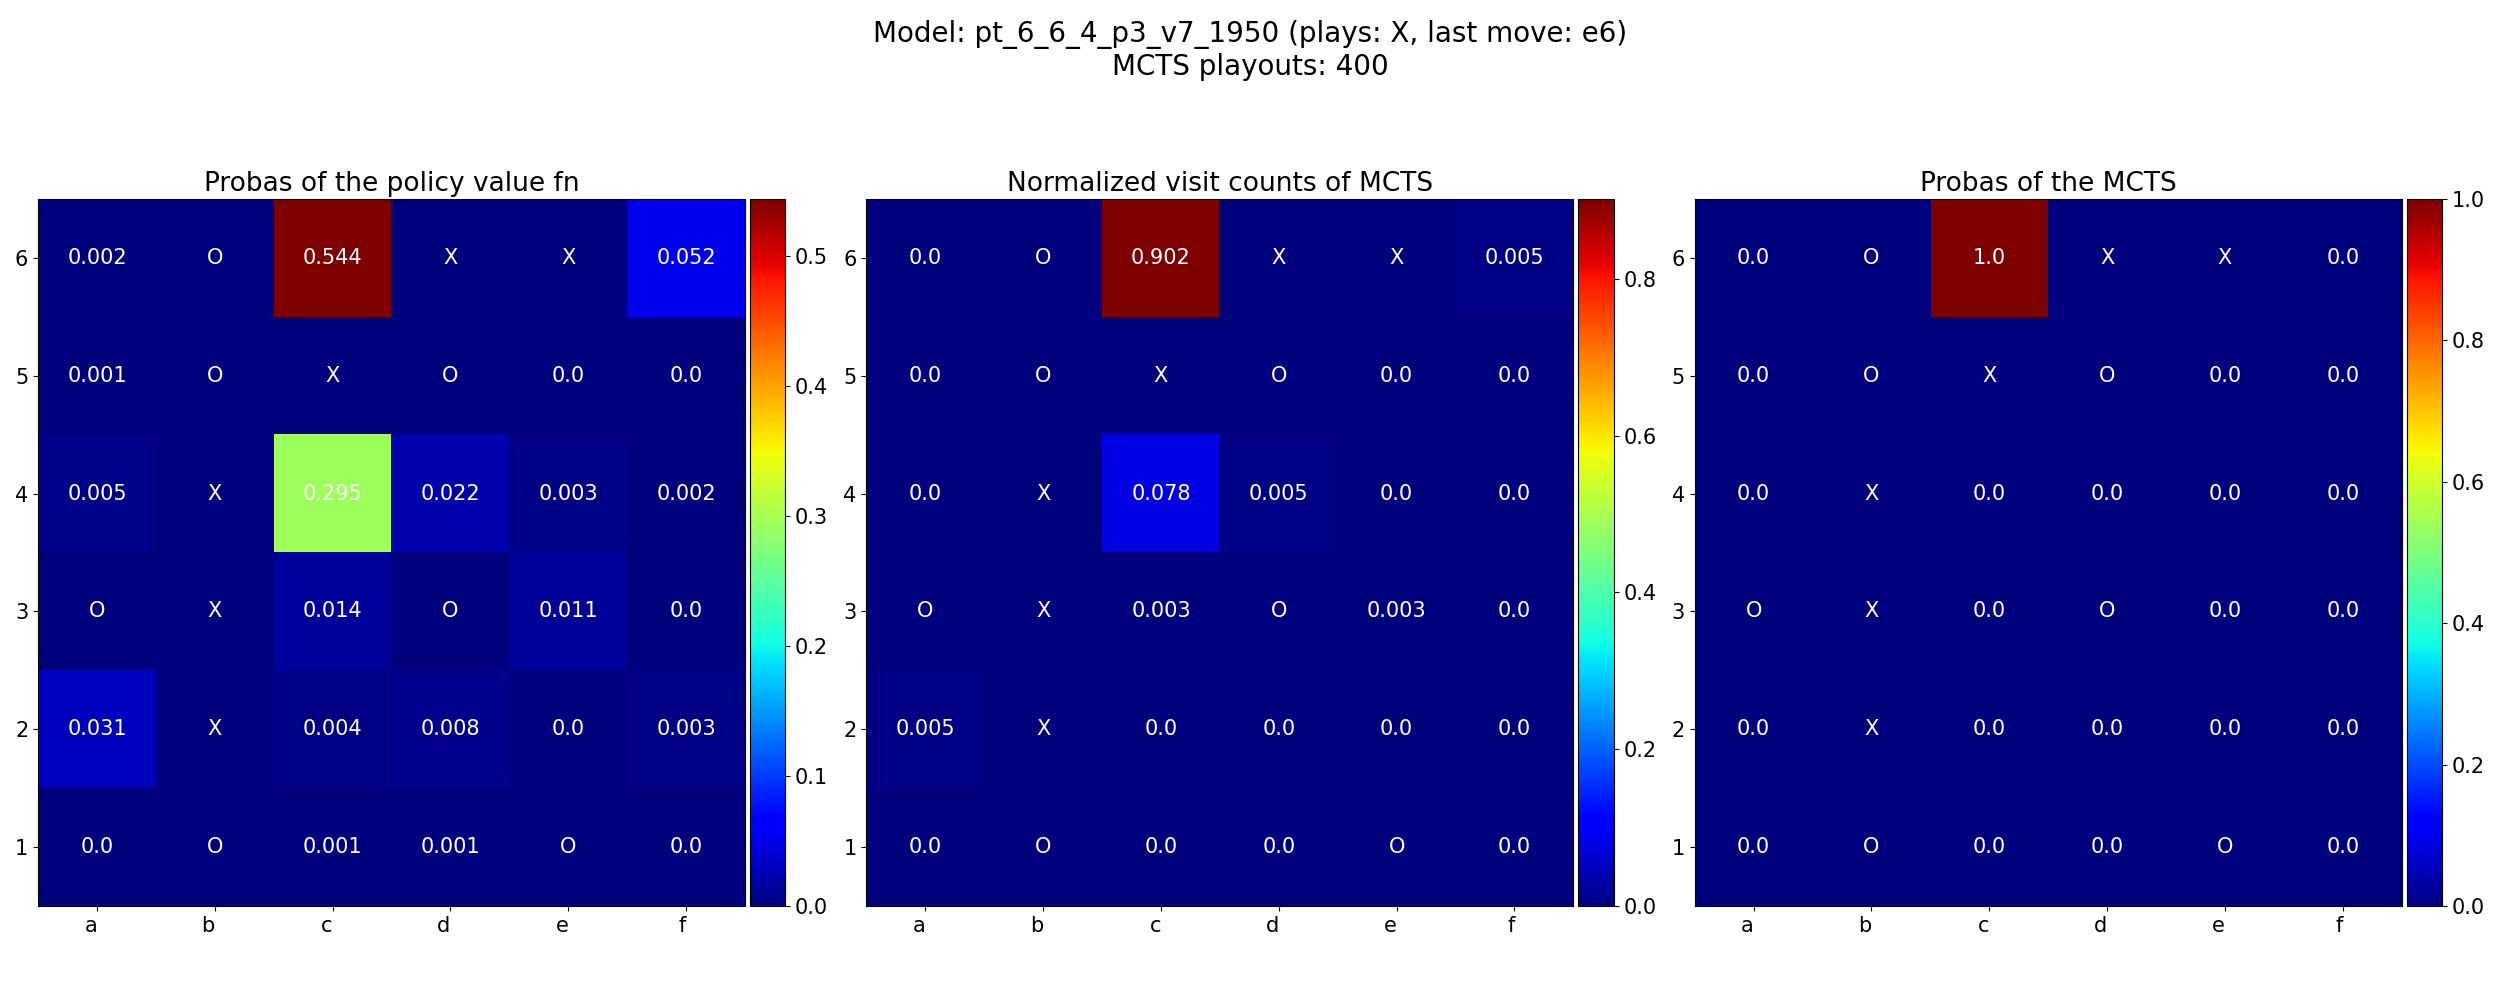 Model: pt_6_6_4_p3_v7_1950 (plays: X, last move: e6)
MCTS playouts: 400
Probas of the policy value fn
6 0.002 O 0.544 X X 0.052
5 0.001 O X O 0.0 0.0
4 0.005 X 0.295 0.022 0.003 0.002
3 O X 0.014 O 0.011 0.0
2 0.031 X 0.004 0.008 0.0 0.003
1 0.0 O 0.001 0.001 O 0.0
a b c d e f
0.5
0.4
0.3
0.2
0.1
0.0
Normalized visit counts of MCTS
6 0.0 O 0.902 X X 0.005
5 0.0 O X O 0.0 0.0
4 0.0 X 0.078 0.005 0.0 0.0
3 O X 0.003 O 0.003 0.0
2 0.005 X 0.0 0.0 0.0 0.0
1 0.0 O 0.0 0.0 O 0.0
a b c d e f
0.8
0.6
0.4
0.2
0.0
Probas of the MCTS
6 0.0 O 1.0 X X 0.0
5 0.0 O X O 0.0 0.0
4 0.0 X 0.0 0.0 0.0 0.0
3 O X 0.0 O 0.0 0.0
2 0.0 X 0.0 0.0 0.0 0.0
1 0.0 O 0.0 0.0 O 0.0
a b c d e f
1.0
0.8
0.6
0.4
0.2
0.0